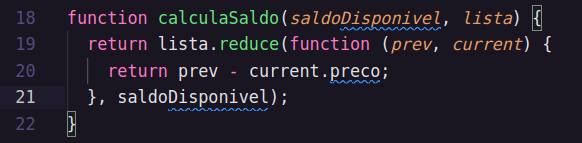 18 function calculaSaldo(saldoDisponivel, lista) {
19   return lista.reduce(function (prev, current) {
20     return prev - current.preco;
21   }, saldoDisponivel);
22 }